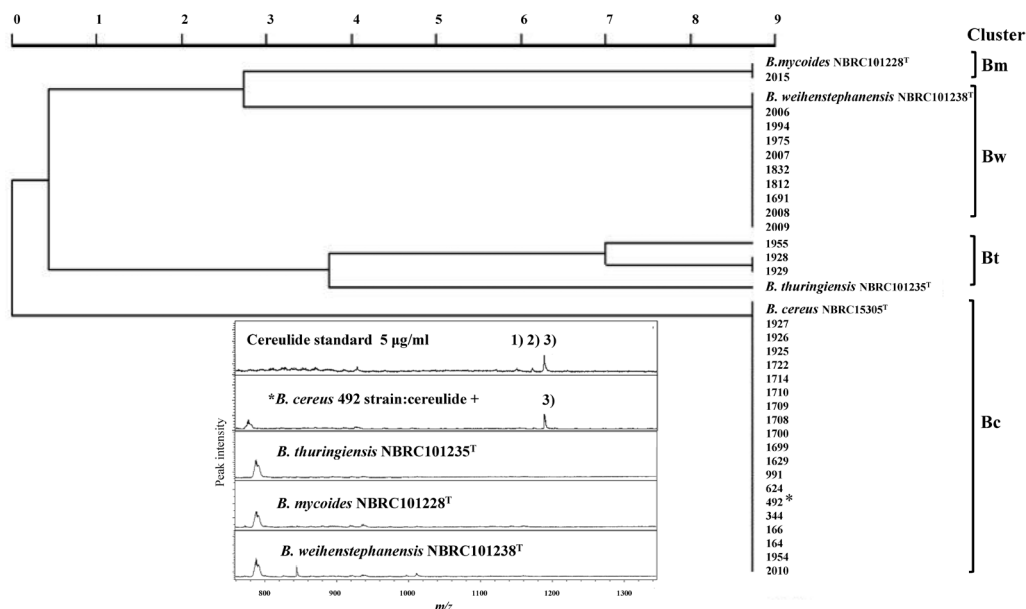 0 1 2 3 4 5 6 7 8 9
Cluster
B.mycoides NBRC101228ᵀ
2015
Bm
B. weihenstephanensis NBRC101238ᵀ
2006
1994
1975
2007
1832
1812
1691
2008
2009
Bw
1955
1928
1929
B. thuringiensis NBRC101235ᵀ
Bt
B. cereus NBRC15305ᵀ
1927
1926
1925
1722
1714
1710
1709
1708
1700
1699
1629
991
624
492*
344
166
164
1954
2010
Bc
Cereulide standard 5 μg/ml 1) 2) 3)
*B. cereus 492 strain:cereulide + 3)
B. thuringiensis NBRC101235ᵀ
B. mycoides NBRC101228ᵀ
B. weihenstephanensis NBRC101238ᵀ
Peak intensity
800 900 1000 1200 1300
m/z